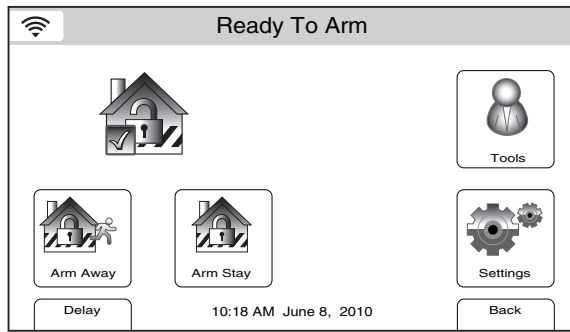 Ready To Arm
Tools
Arm Away
Arm Stay
Settings
Delay
10:18 AM June 8, 2010
Back